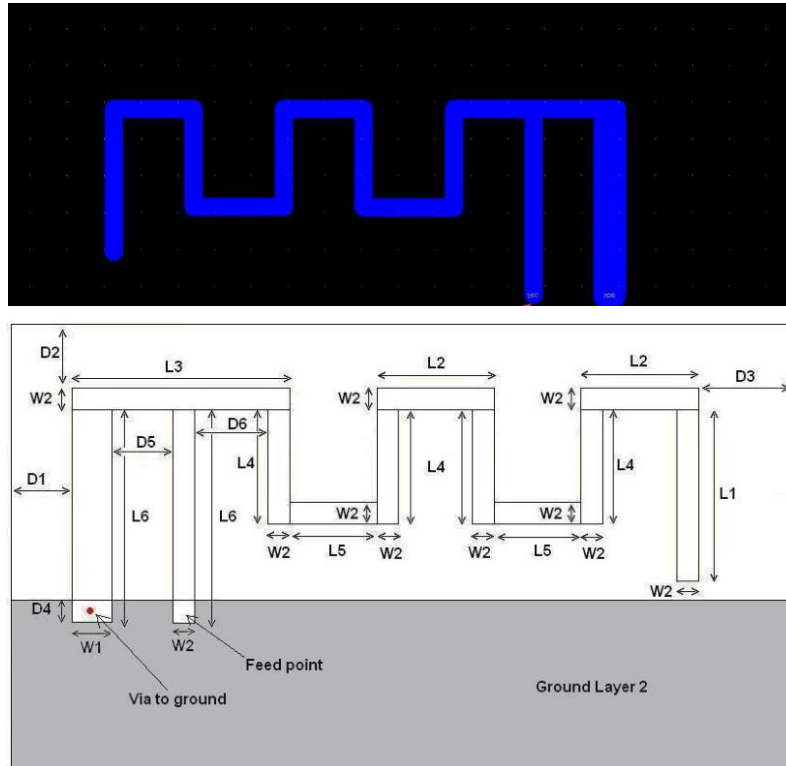 D2
L3
L2
L2
D3
W2
W2
W2
D6
D5
L4
L4
L4
D1
L1
L6
L6
W2
W2
W2
L5
W2
W2
L5
W2
W2
D4
W1
W2
Feed point
Via to ground
Ground Layer 2